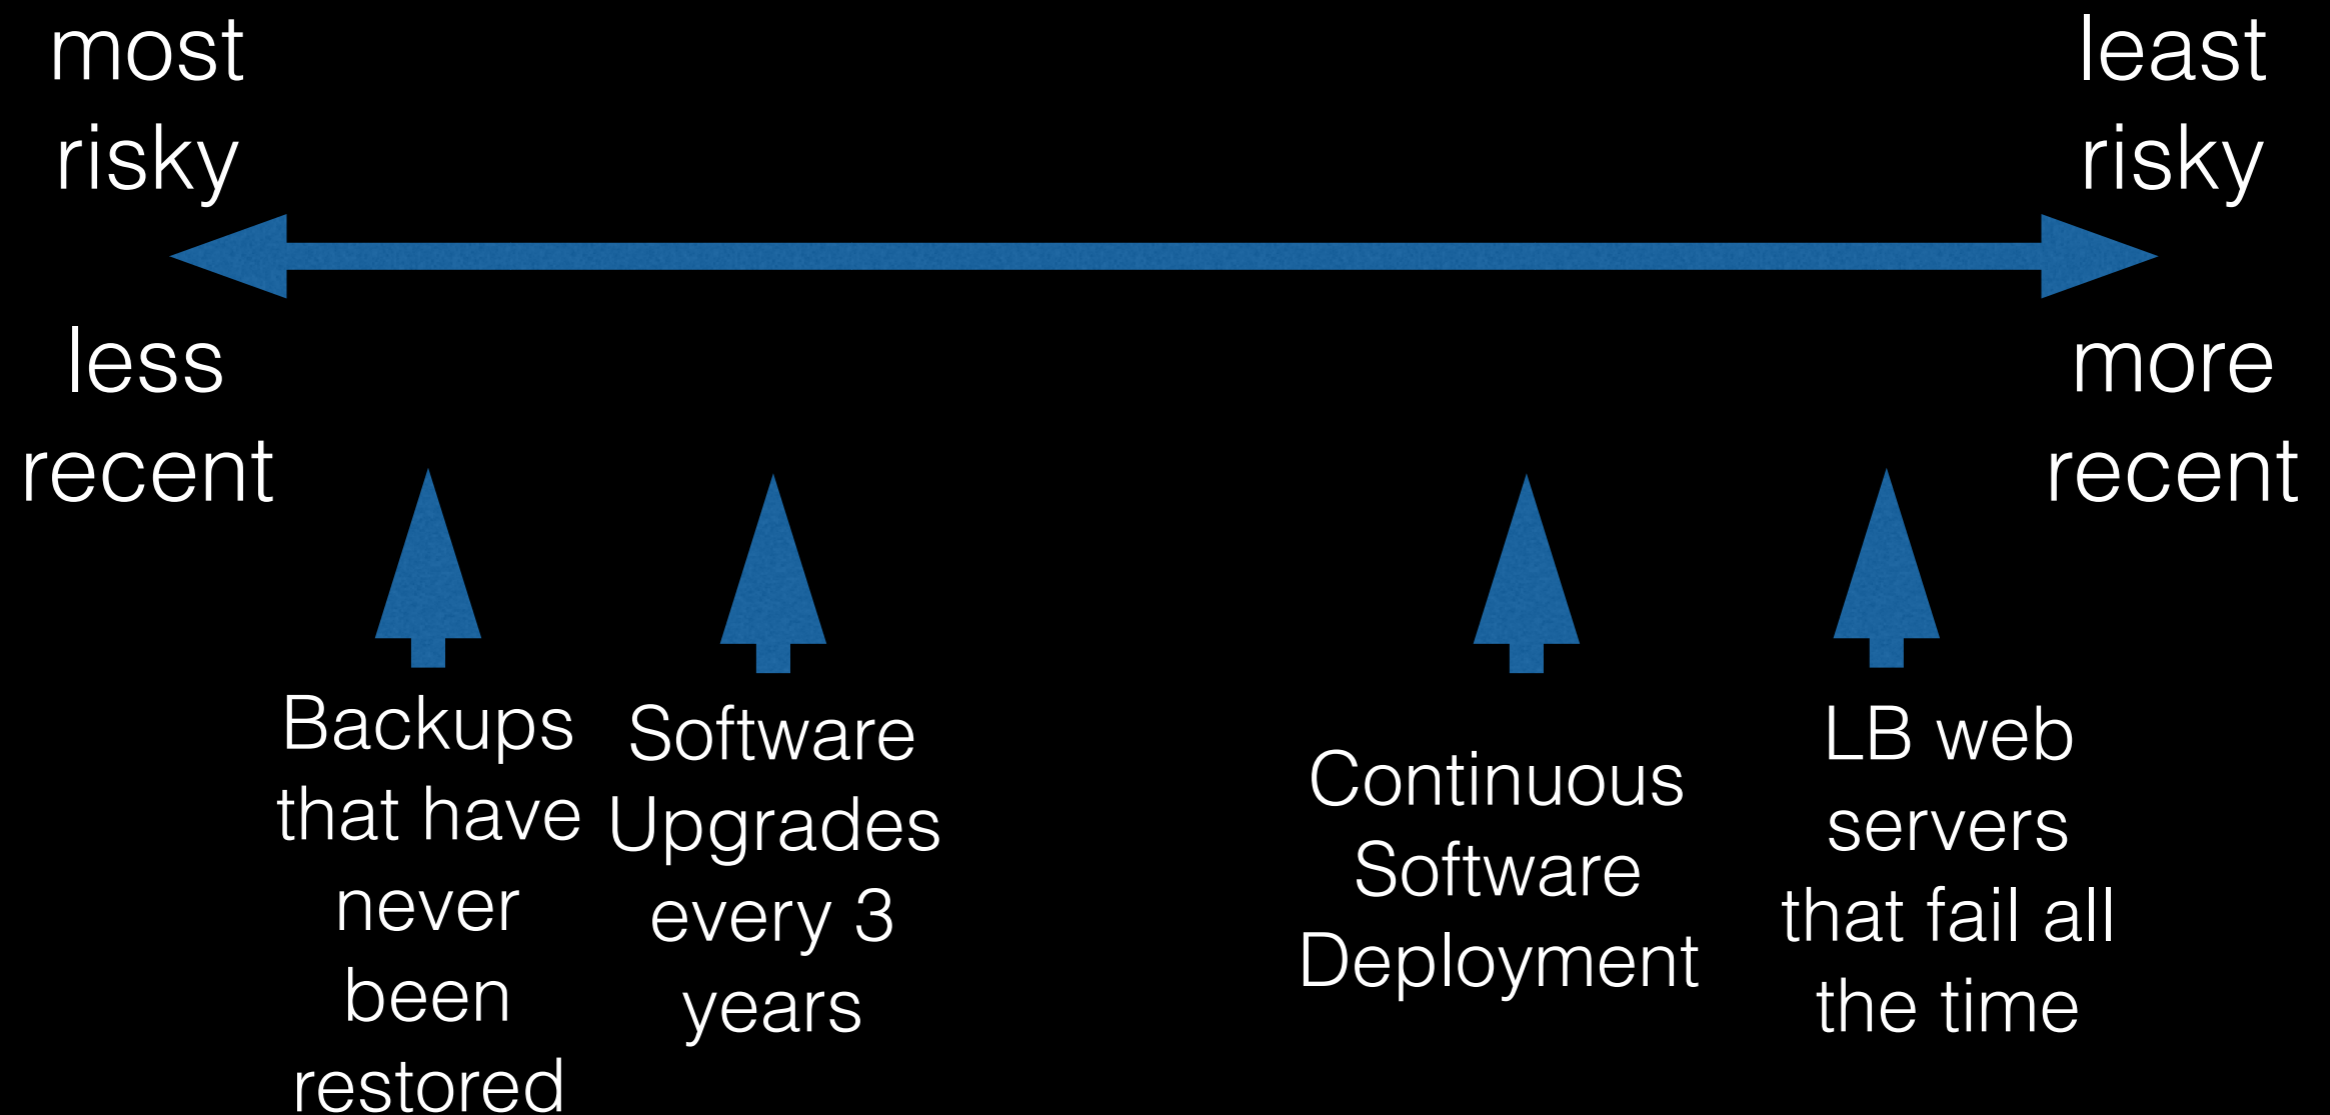 most
risky
least
risky
less
recent
more
recent
Backups
that have
never
been
restored
Software
Upgrades
every 3
years
Continuous
Software
Deployment
LB web
servers
that fail all
the time